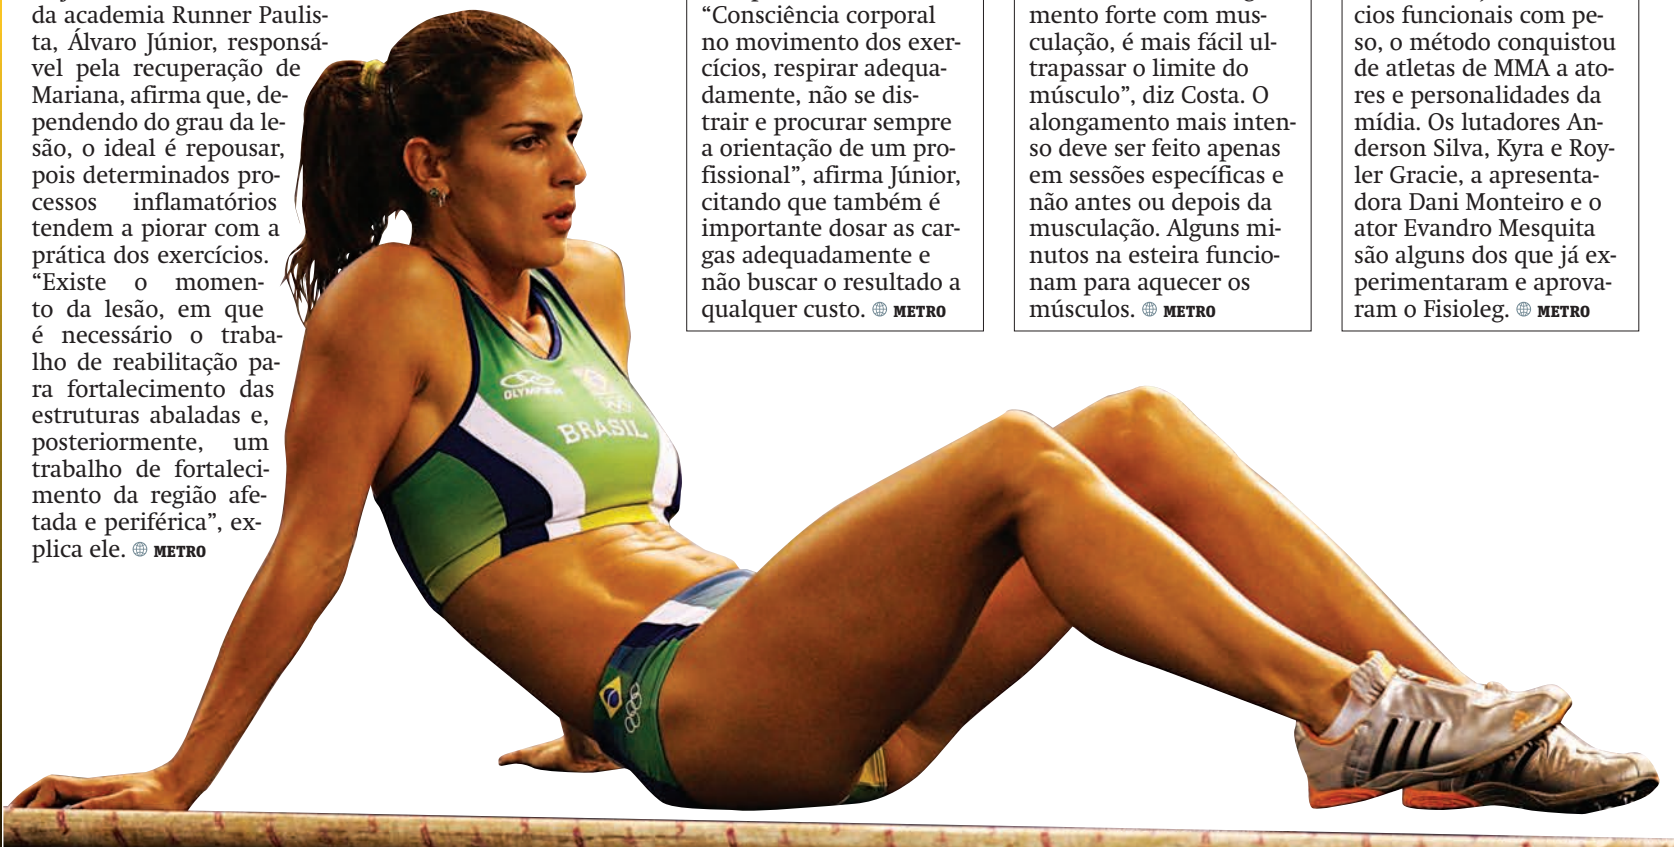 da academia Runner Paulis-
ta, Álvaro Júnior, responsá-
vel pela recuperação de
Mariana, afirma que, de-
pendendo do grau da le-
são, o ideal é repousar,
pois determinados pro-
cessos inflamatórios
tendem a piorar com a
prática dos exercícios.
“Existe o momen-
to da lesão, em que
é necessário o traba-
lho de reabilitação pa-
ra fortalecimento das
estruturas abaladas e,
posteriormente, um
trabalho de fortaleci-
mento da região afe-
tada e periférica”, ex-
plica ele. METRO
“Consciência corporal
no movimento dos exer-
cícios, respirar adequa-
damente, não se dis-
trair e procurar sempre
a orientação de um pro-
fissional”, afirma Júnior,
citando que também é
importante dosar as car-
gas adequadamente e
não buscar o resultado a
qualquer custo. METRO
mento forte com mus-
culação, é mais fácil ul-
trapassar o limite do
músculo”, diz Costa. O
alongamento mais inten-
so deve ser feito apenas
em sessões específicas e
não antes ou depois da
musculação. Alguns mi-
nutos na esteira funcio-
nam para aquecer os
músculos. METRO
cios funcionais com pe-
so, o método conquistou
de atletas de MMA a ato-
res e personalidades da
mídia. Os lutadores An-
derson Silva, Kyra e Roy-
ler Gracie, a apresenta-
dora Dani Monteiro e o
ator Evandro Mesquita
são alguns dos que já ex-
perimentaram e aprova-
ram o Fisioleg. METRO
OLYMPIKUS
BRASIL